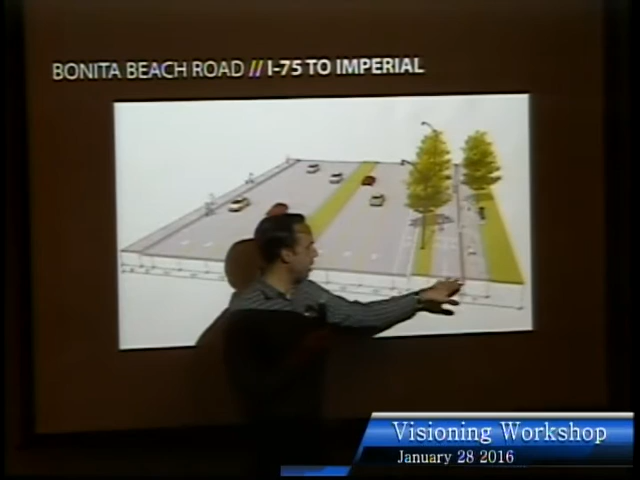 BONITA BEACH ROAD // I-75 TO IMPERIAL
Visioning Workshop
January 28 2016